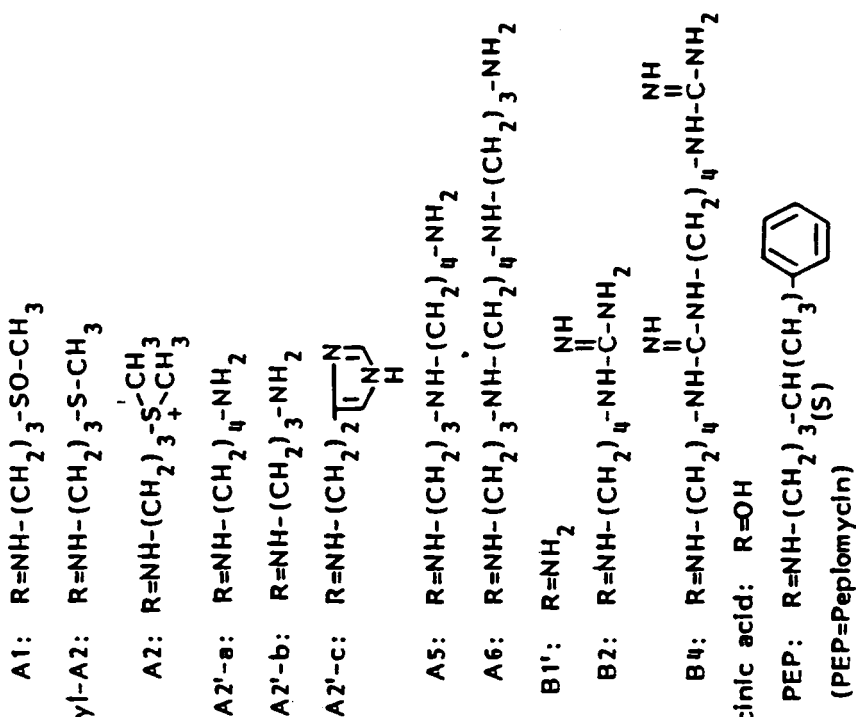 A1: R=NH-(CH2)3-SO-CH3
yl-A2: R=NH-(CH2)3-S-CH3
A2: R=NH-(CH2)3-S+(CH3)CH3
A2'-a: R=NH-(CH2)4-NH2
A2'-b: R=NH-(CH2)3-NH2
A2'-c: R=NH-(CH2)2 N N H
A5: R=NH-(CH2)3-NH-(CH2)4-NH2
A6: R=NH-(CH2)3-NH-(CH2)4-NH-(CH2)3-NH2
B1': R=NH2
NH
B2: R=NH-(CH2)4-NH-C-NH2
NH NH
B4: R=NH-(CH2)4-NH-C-NH-(CH2)4-NH-C-NH2
cinic acid: R=OH
PEP: R=NH-(CH2)3-CH(CH3)-
(S)
(PEP=Peplomycin)